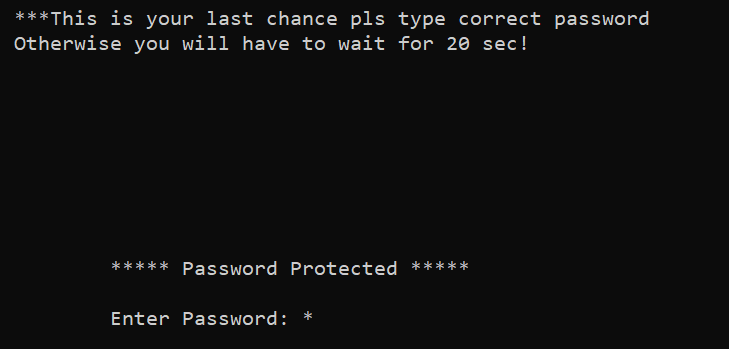 ***This is your last chance pls type correct password
Otherwise you will have to wait for 20 sec!
***** Password Protected *****
Enter Password: *